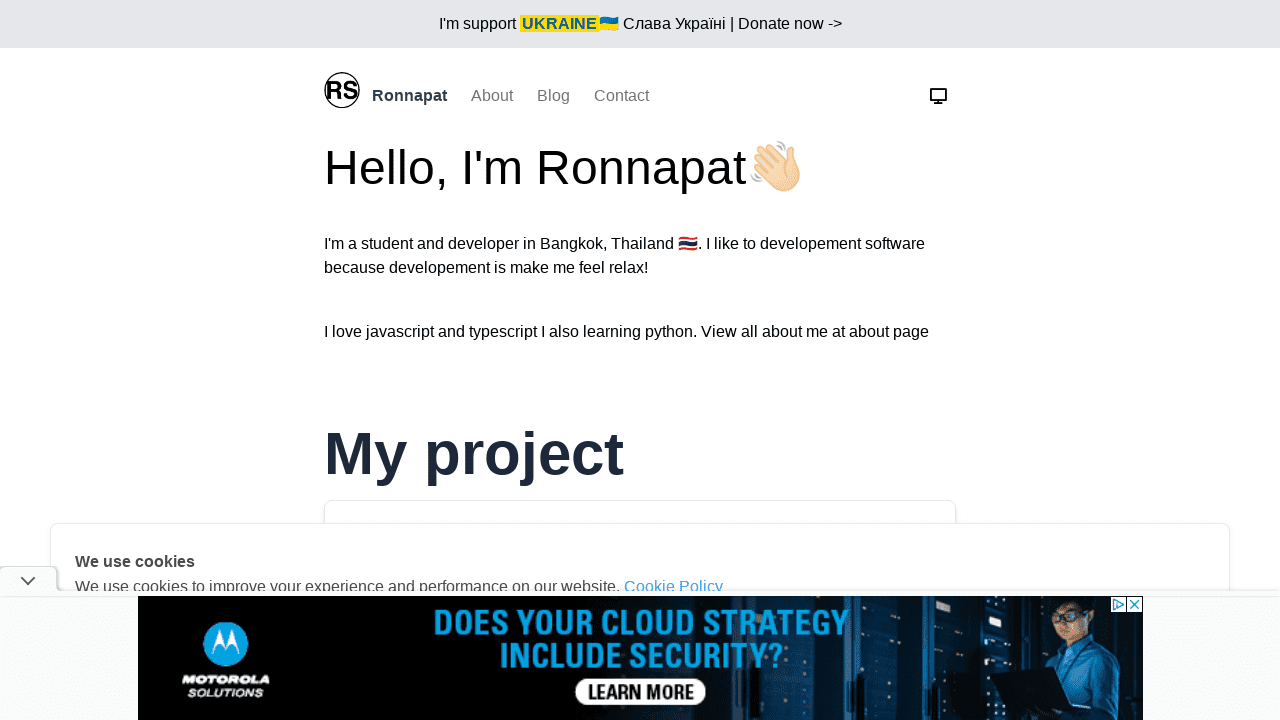 I'm support UKRAINE🇺🇦 Слава Україні | Donate now ->
RS Ronnapat About Blog Contact
Hello, I'm Ronnapat👋🏻
I'm a student and developer in Bangkok, Thailand 🇹🇭. I like to developement software
because developement is make me feel relax!
I love javascript and typescript I also learning python. View all about me at about page
My project
We use cookies
We use cookies to improve your experience and performance on our website. Cookie Policy
DOES YOUR CLOUD STRATEGY
INCLUDE SECURITY?
MOTOROLA
SOLUTIONS
LEARN MORE